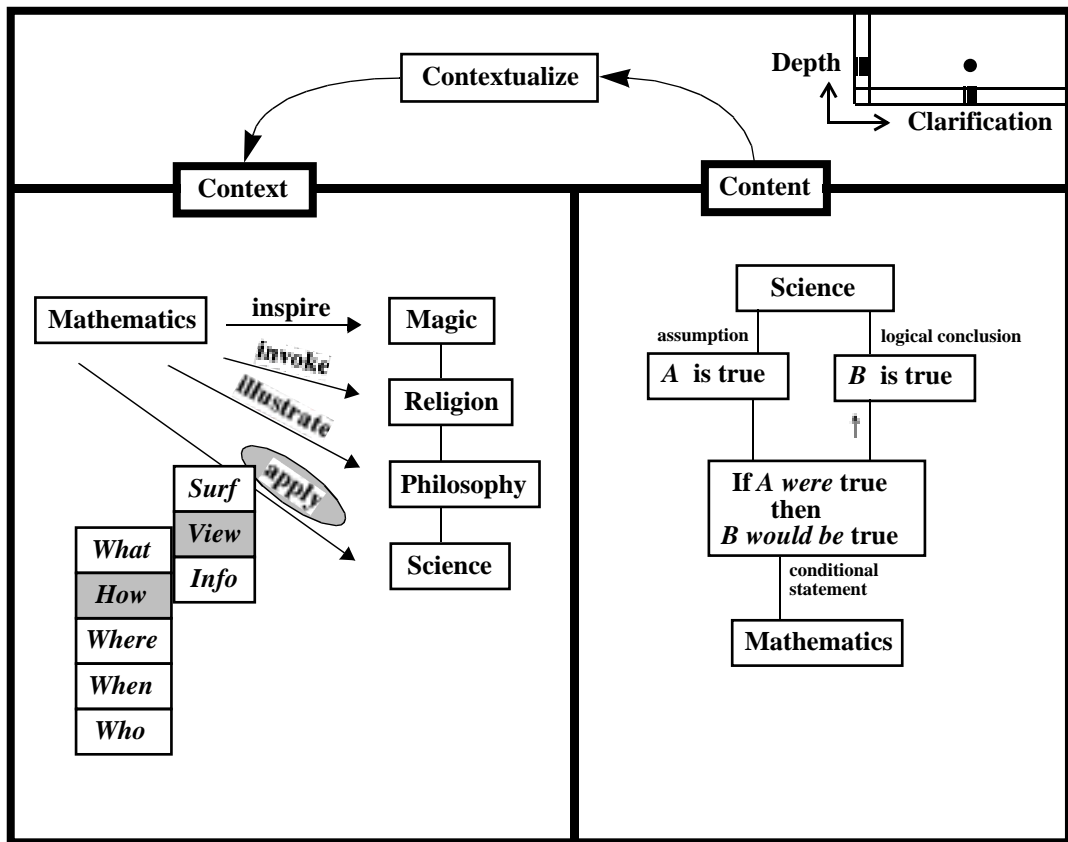 Contextualize
Depth
Clarification
Context
Content
Mathematics
inspire
Magic
invoke
Religion
illustrate
Philosophy
apply
Science
Surf
View
Info
What
How
Where
When
Who
Science
assumption
logical conclusion
A is true
B is true
If A were true
then
B would be true
conditional
statement
Mathematics